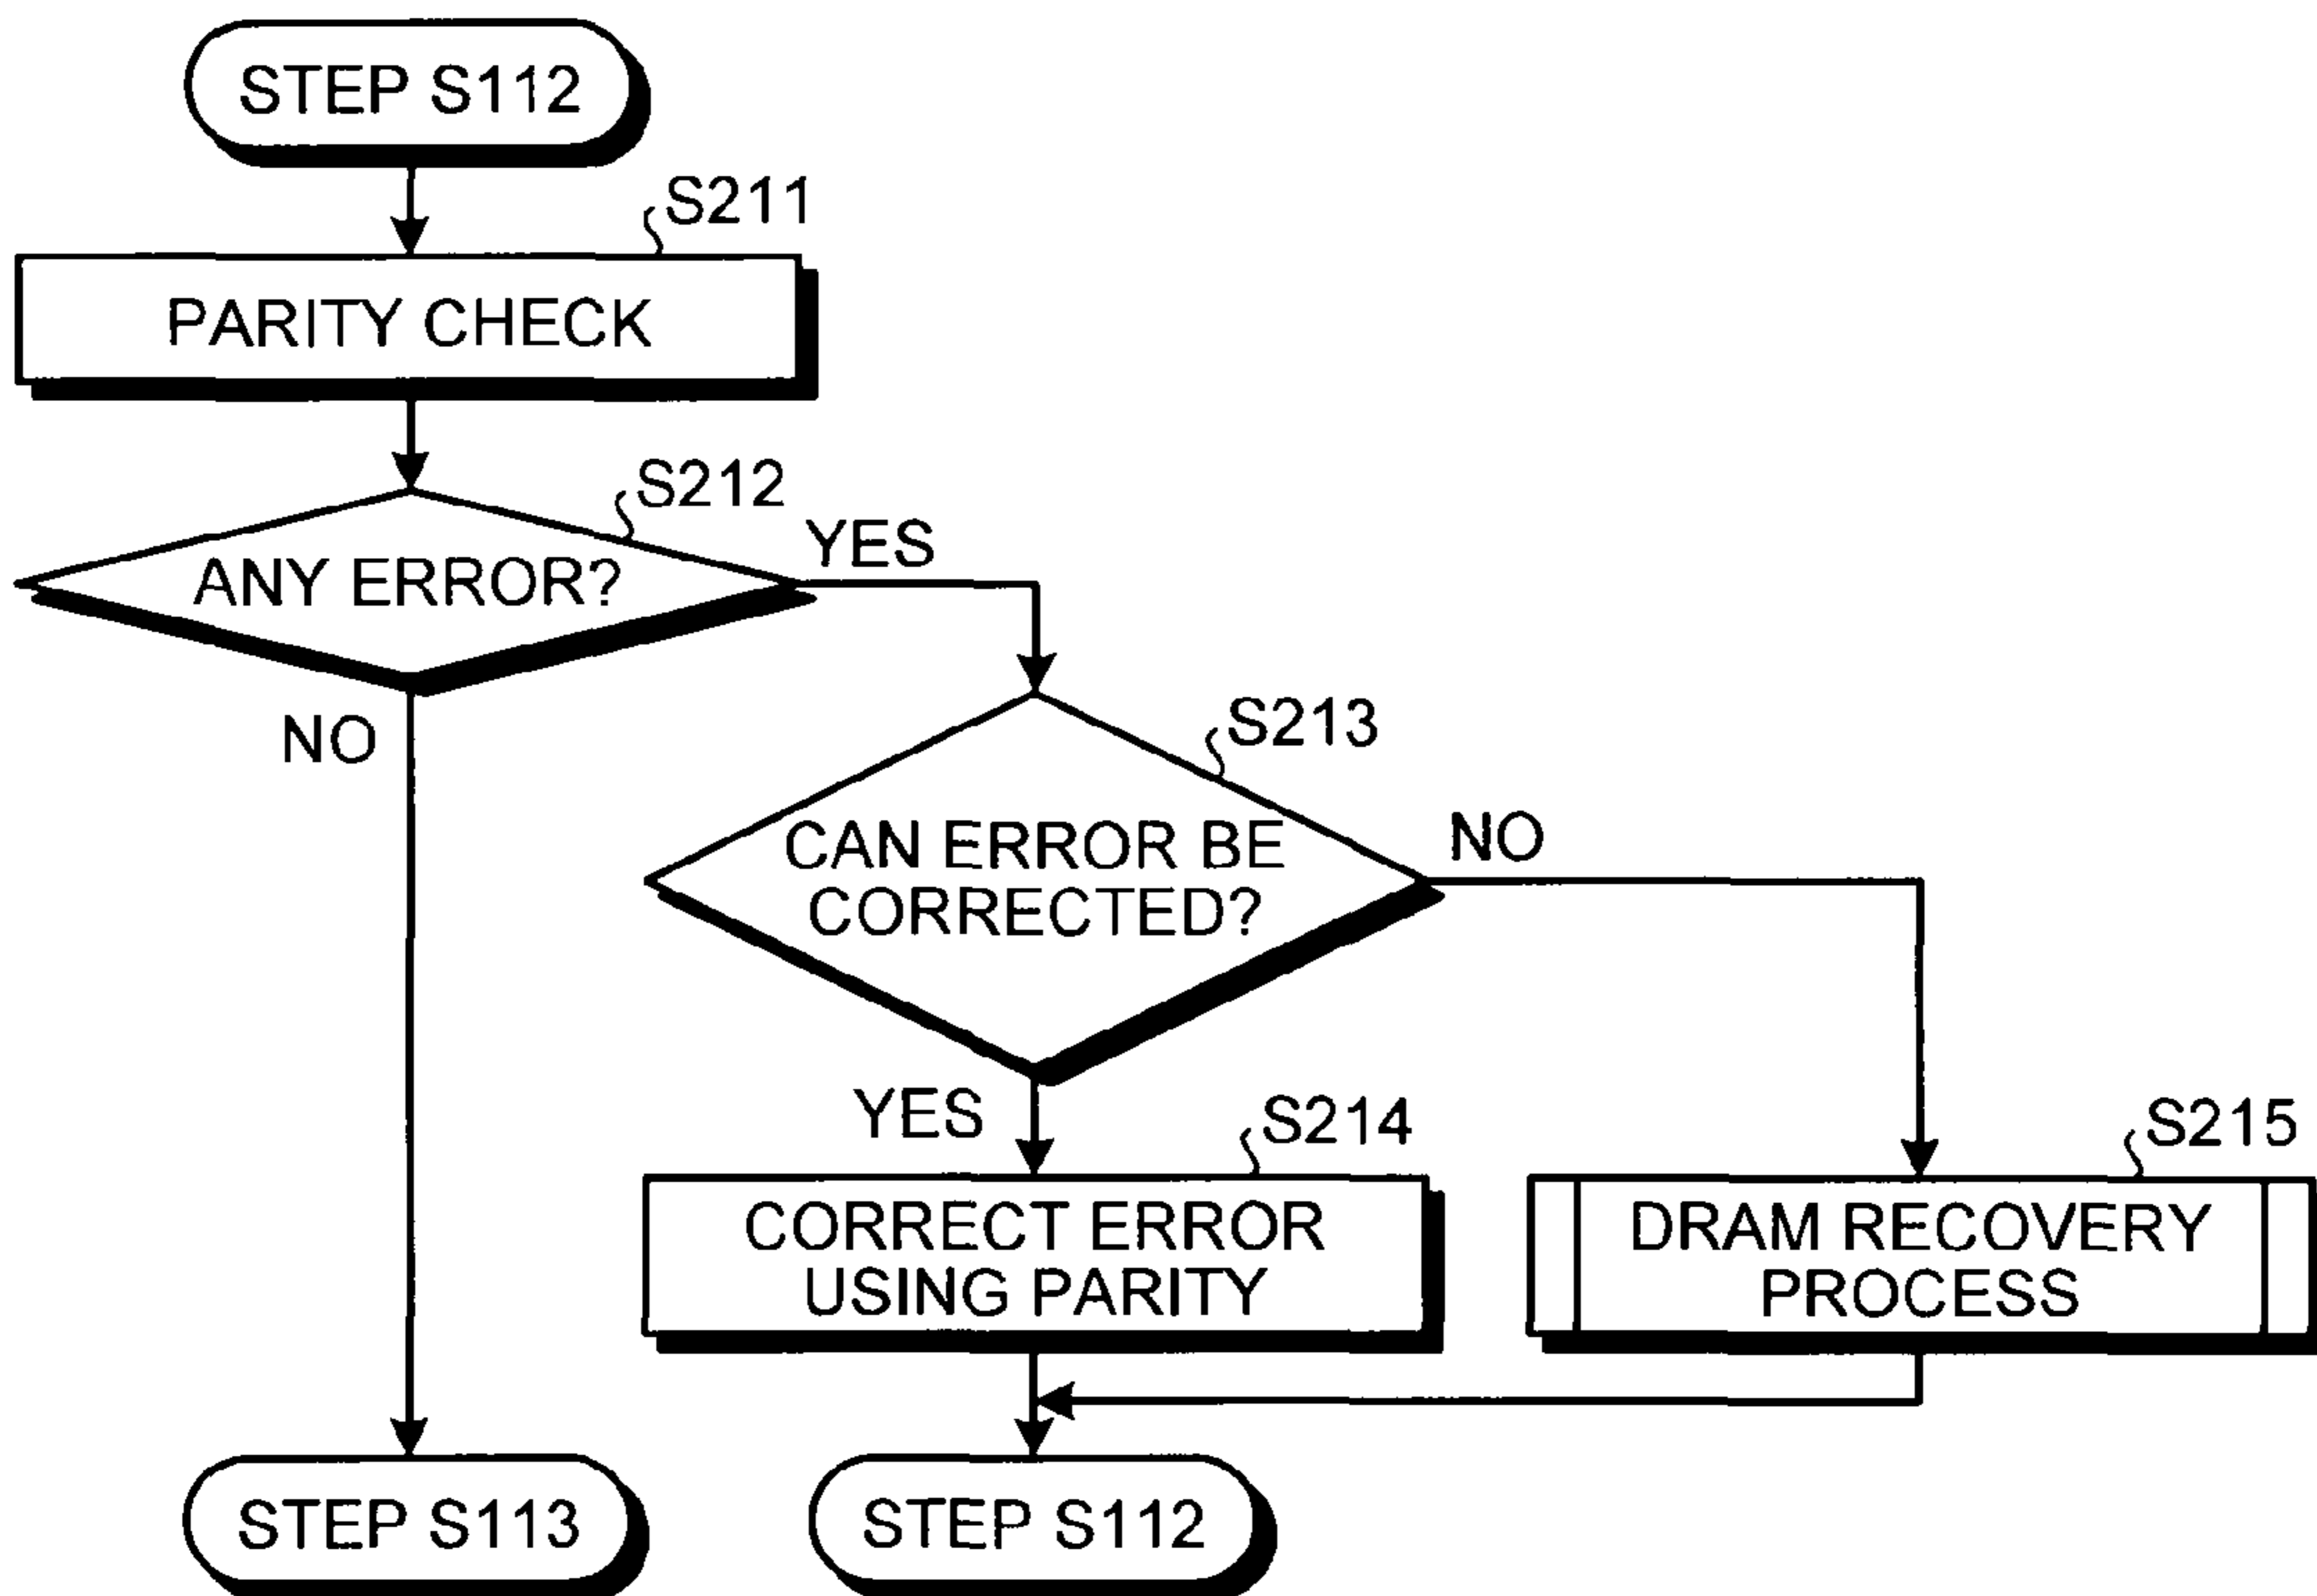 STEP S112
S211
PARITY CHECK
S212
ANY ERROR?
YES
NO
S213
CAN ERROR BE
CORRECTED?
NO
YES
S214
CORRECT ERROR
USING PARITY
S215
DRAM RECOVERY
PROCESS
STEP S113
STEP S112